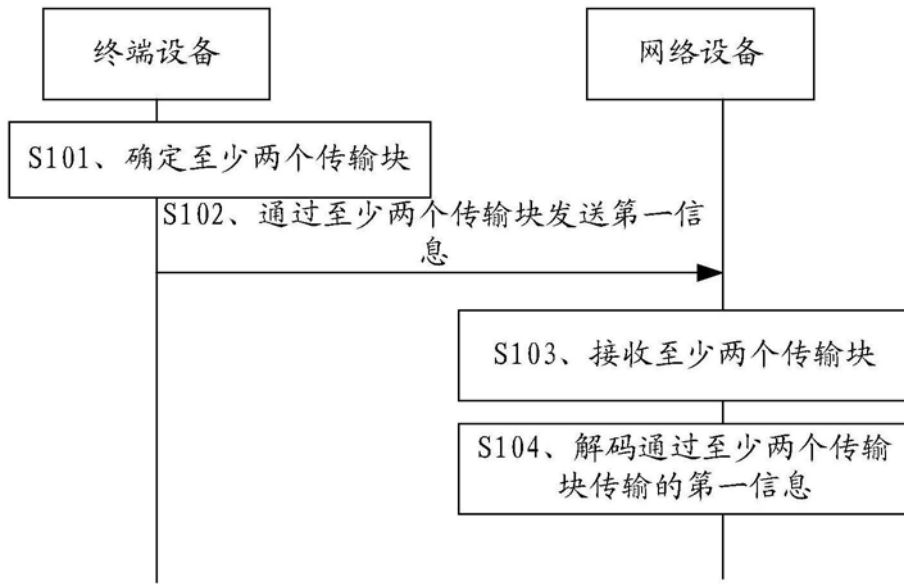 终端设备
网络设备
S101、确定至少两个传输块
S102、通过至少两个传输块发送第一信
息
S103、接收至少两个传输块
S104、解码通过至少两个传输
块传输的第一信息